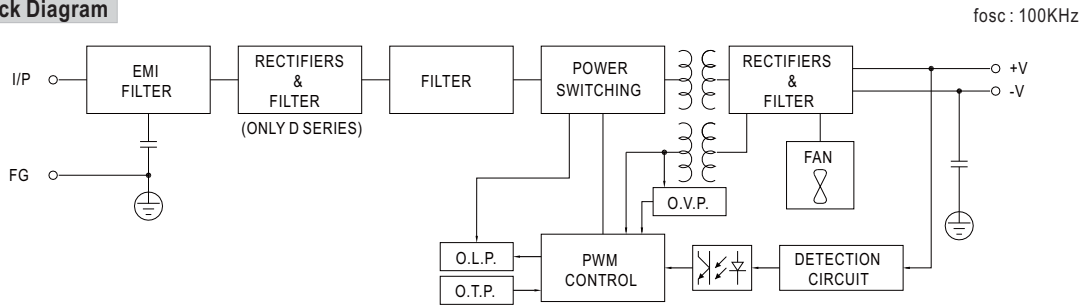 ck Diagram
fosc : 100KHz
I/P
EMI
FILTER
RECTIFIERS
&
FILTER
(ONLY D SERIES)
FILTER
POWER
SWITCHING
RECTIFIERS
&
FILTER
+V
-V
FG
FAN
O.V.P.
O.L.P.
O.T.P.
PWM
CONTROL
DETECTION
CIRCUIT